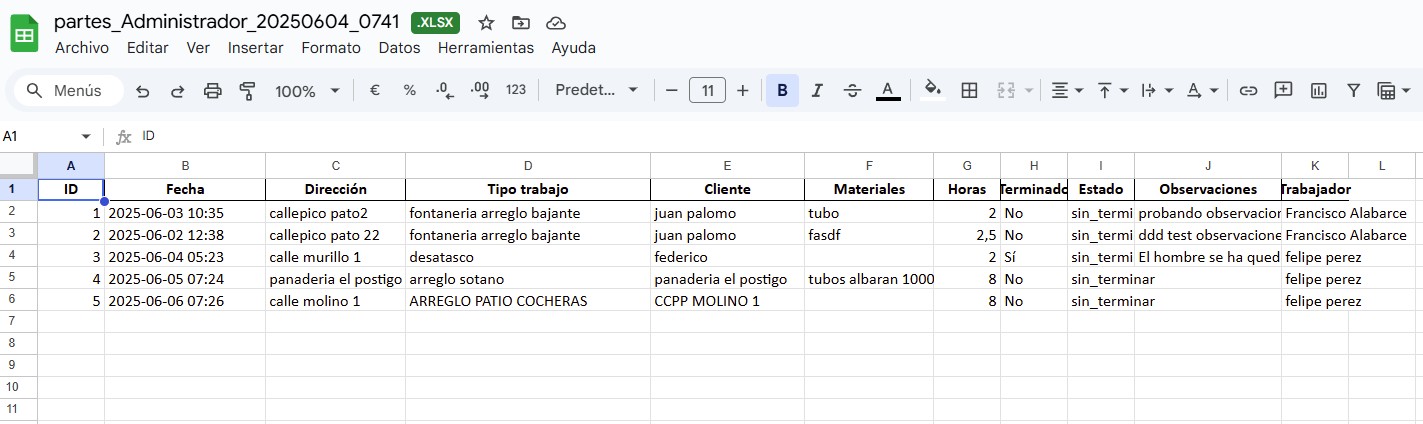 partes_Administrador_20250604_0741 .XLSX
Archivo Editar Ver Insertar Formato Datos Herramientas Ayuda
Menús 100% € % .0 .00 123 Predet... 11 B I S A A
A1 fx ID
A B C D E F G H I J K L
1 ID Fecha Dirección Tipo trabajo Cliente Materiales Horas Terminado Estado Observaciones Trabajador
2 1 2025-06-03 10:35 callepico pato2 fontaneria arreglo bajante juan palomo tubo 2 No sin_termi probando observacion Francisco Alabarce
3 2 2025-06-02 12:38 callepico pato 22 fontaneria arreglo bajante juan palomo fasdf 2,5 No sin_termi ddd test observacione Francisco Alabarce
4 3 2025-06-04 05:23 calle murillo 1 desatasco federico 2 Sí sin_termi El hombre se ha qued felipe perez
5 4 2025-06-05 07:24 panaderia el postigo arreglo sotano panaderia el postigo tubos albaran 1000 8 No sin_terminar felipe perez
6 5 2025-06-06 07:26 calle molino 1 ARREGLO PATIO COCHERAS CCPP MOLINO 1 8 No sin_terminar felipe perez
7
8
9
10
11